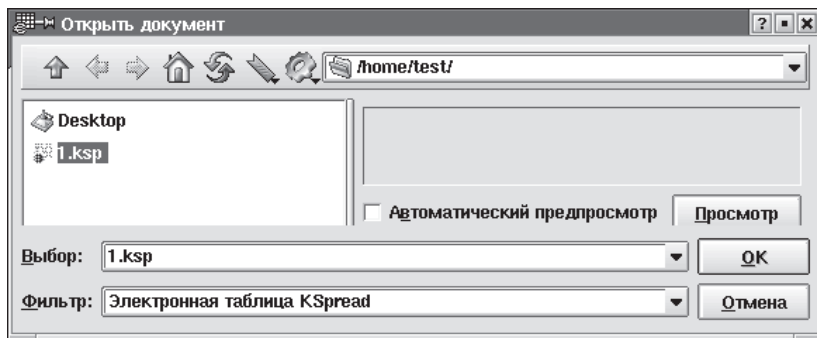 Открыть документ
/home/test/
Desktop
1.ksp
Автоматический предпросмотр
Просмотр
Выбор: 1.ksp
OK
Фильтр: Электронная таблица KSpread
Отмена